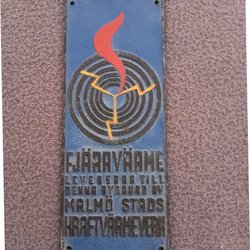 FJÄRRVÄRME
LEVERERAS TILL
DENNA BYGGNAD AV
MALMÖ STADS
KRAFTVÄRMEVERK